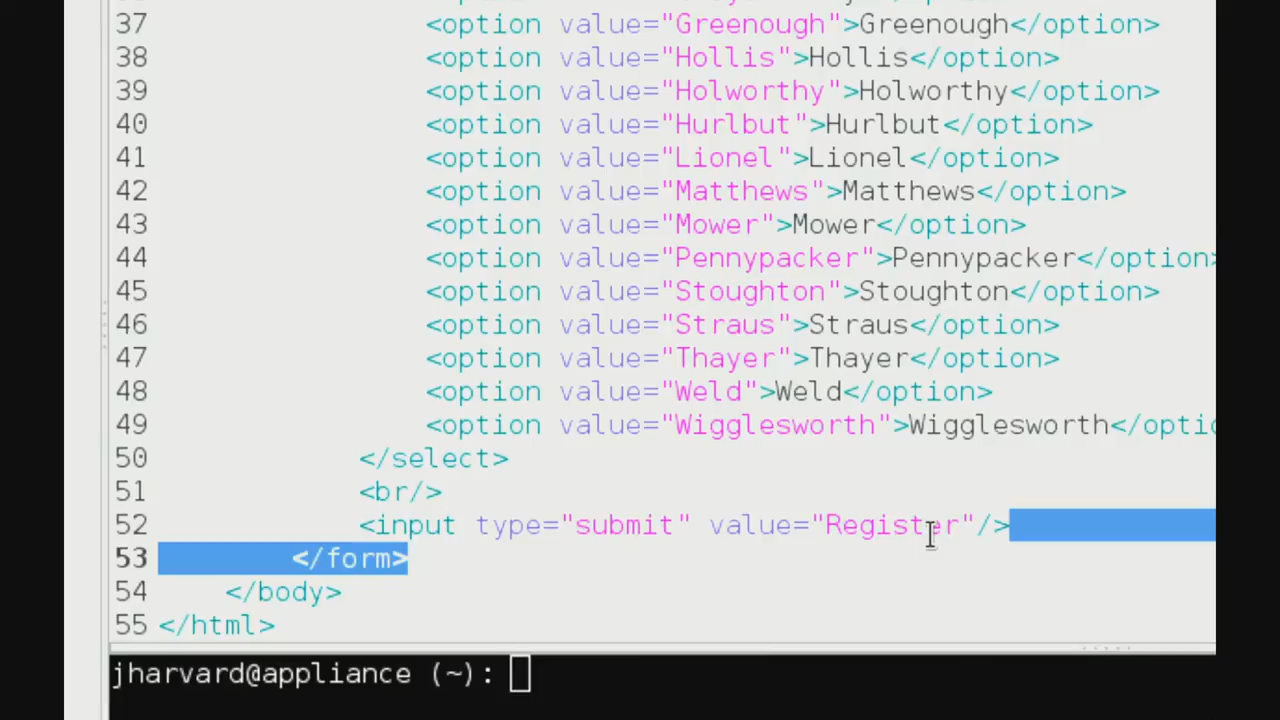 37 <option value="Greenough">Greenough</option>
38 <option value="Hollis">Hollis</option>
39 <option value="Holworthy">Holworthy</option>
40 <option value="Hurlbut">Hurlbut</option>
41 <option value="Lionel">Lionel</option>
42 <option value="Matthews">Matthews</option>
43 <option value="Mower">Mower</option>
44 <option value="Pennypacker">Pennypacker</option>
45 <option value="Stoughton">Stoughton</option>
46 <option value="Straus">Straus</option>
47 <option value="Thayer">Thayer</option>
48 <option value="Weld">Weld</option>
49 <option value="Wigglesworth">Wigglesworth</optio
50 </select>
51 <br/>
52 <input type="submit" value="Register"/>
53 </form>
54 </body>
55 </html>
jharvard@appliance (~):